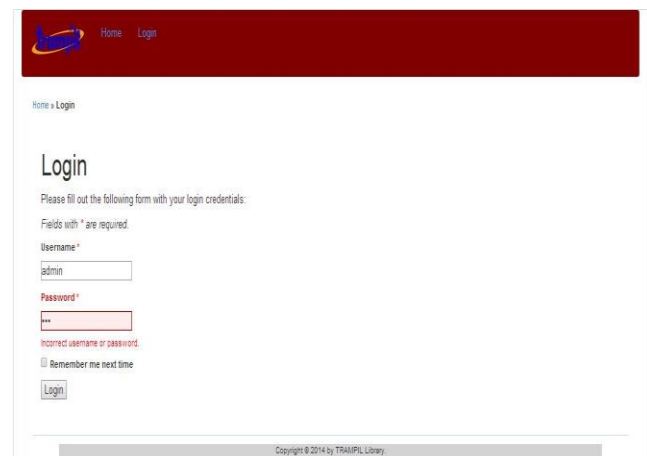 Trampil
Home Login
Home » Login
Login
Please fill out the following form with your login credentials:
Fields with * are required.
Username *
admin
Password *
•••
Incorrect username or password.
Remember me next time
Login
Copyright © 2014 by TRAMPIL Library.